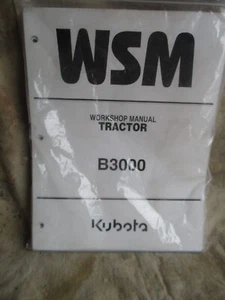 WSM
WORKSHOP MANUAL
TRACTOR
B3000
Kubota